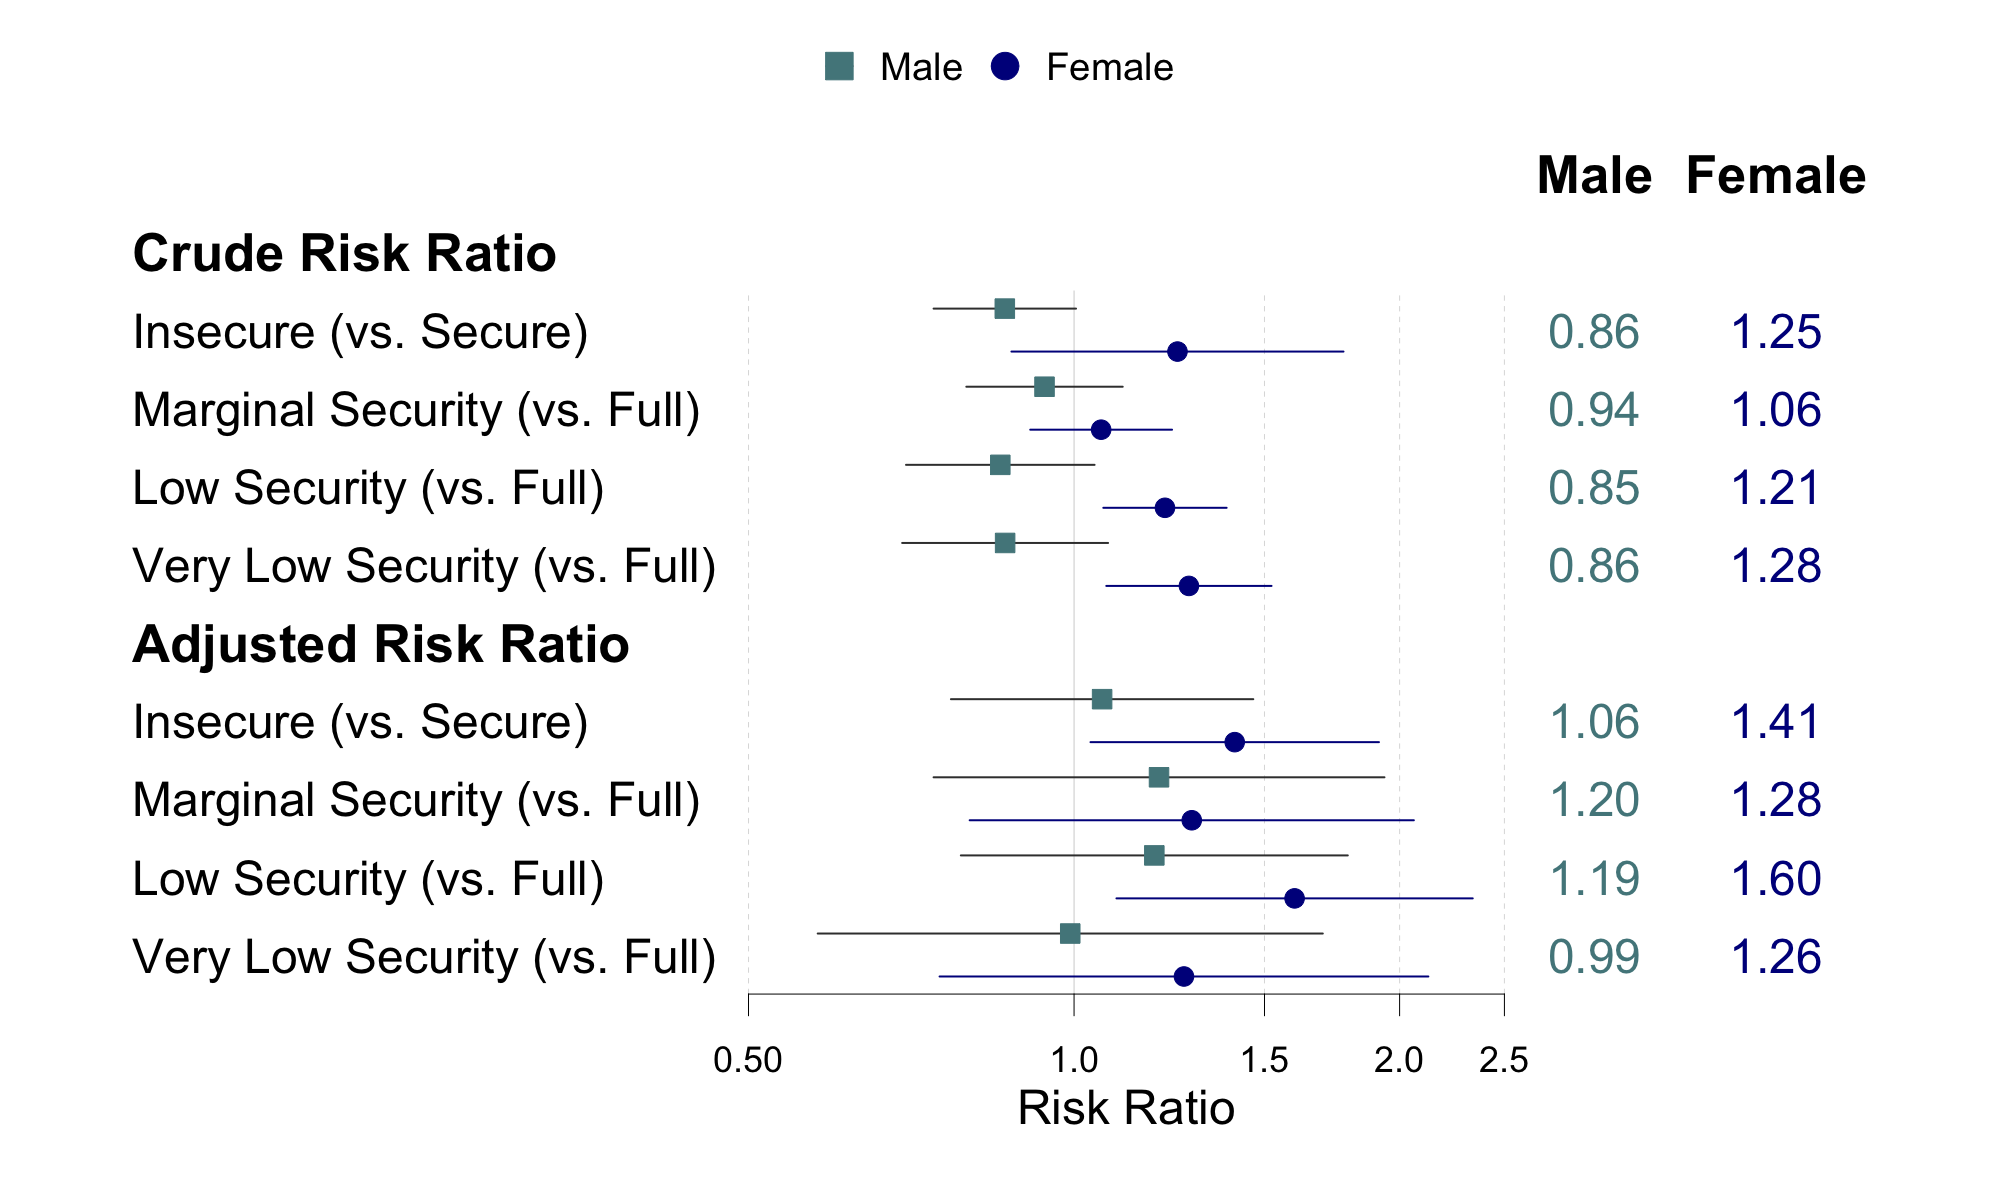 Male Female
Male Female
Crude Risk Ratio
Insecure (vs. Secure) 0.86 1.25
Marginal Security (vs. Full) 0.94 1.06
Low Security (vs. Full) 0.85 1.21
Very Low Security (vs. Full) 0.86 1.28
Adjusted Risk Ratio
Insecure (vs. Secure) 1.06 1.41
Marginal Security (vs. Full) 1.20 1.28
Low Security (vs. Full) 1.19 1.60
Very Low Security (vs. Full) 0.99 1.26
0.50 1.0 1.5 2.0 2.5
Risk Ratio